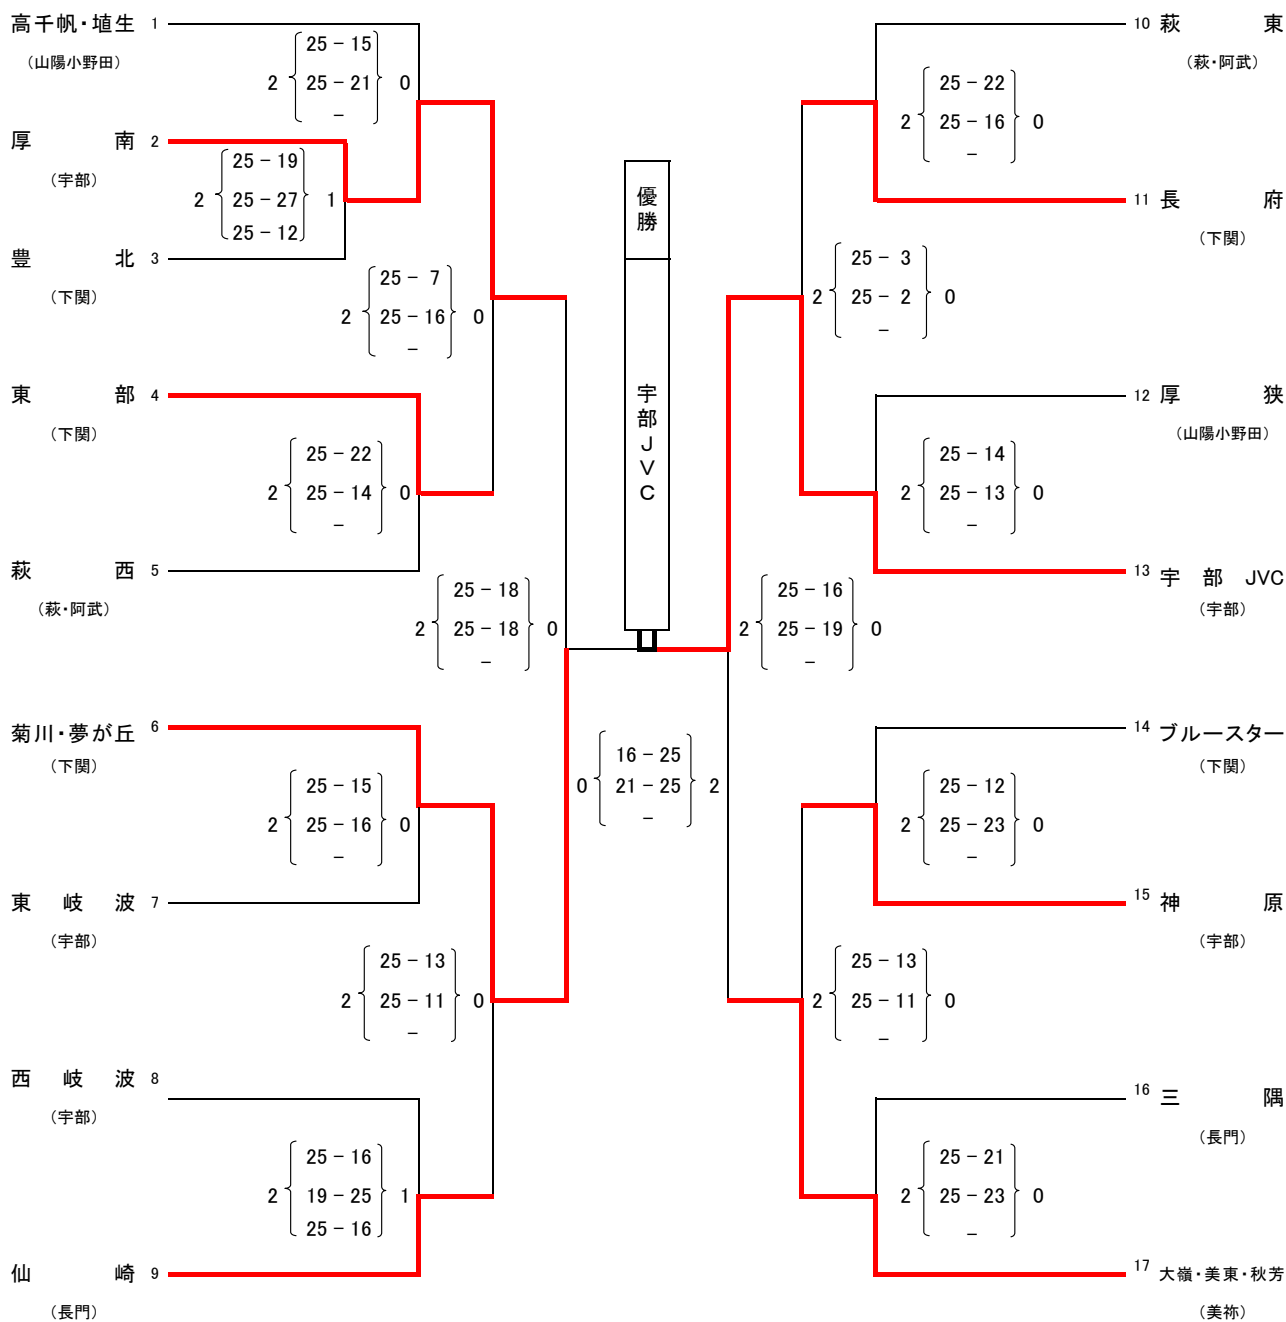 高千帆・埴生 1
（山陽小野田）
25 － 15
2 25 － 21 0
－
厚南 2
（宇部）
25 － 19
2 25 － 27 1
25 － 12
豊北 3
（下関）
25 － 7
2 25 － 16 0
－
東部 4
（下関）
25 － 22
2 25 － 14 0
－
萩西 5
（萩・阿武）
25 － 18
2 25 － 18 0
－
菊川・夢が丘 6
（下関）
25 － 15
2 25 － 16 0
－
東岐波 7
（宇部）
25 － 13
2 25 － 11 0
－
西岐波 8
（宇部）
25 － 16
2 19 － 25 1
25 － 16
仙崎 9
（長門）
優勝
宇部JVC
16 － 25
0 21 － 25 2
－
10 萩東
（萩・阿武）
25 － 22
2 25 － 16 0
－
11 長府
（下関）
25 － 3
2 25 － 2 0
－
12 厚狭
（山陽小野田）
25 － 14
2 25 － 13 0
－
13 宇部 JVC
（宇部）
25 － 16
2 25 － 19 0
－
14 ブルースター
（下関）
25 － 12
2 25 － 23 0
－
15 神原
（宇部）
25 － 13
2 25 － 11 0
－
16 三隅
（長門）
25 － 21
2 25 － 23 0
－
17 大嶺・美東・秋芳
（美祢）